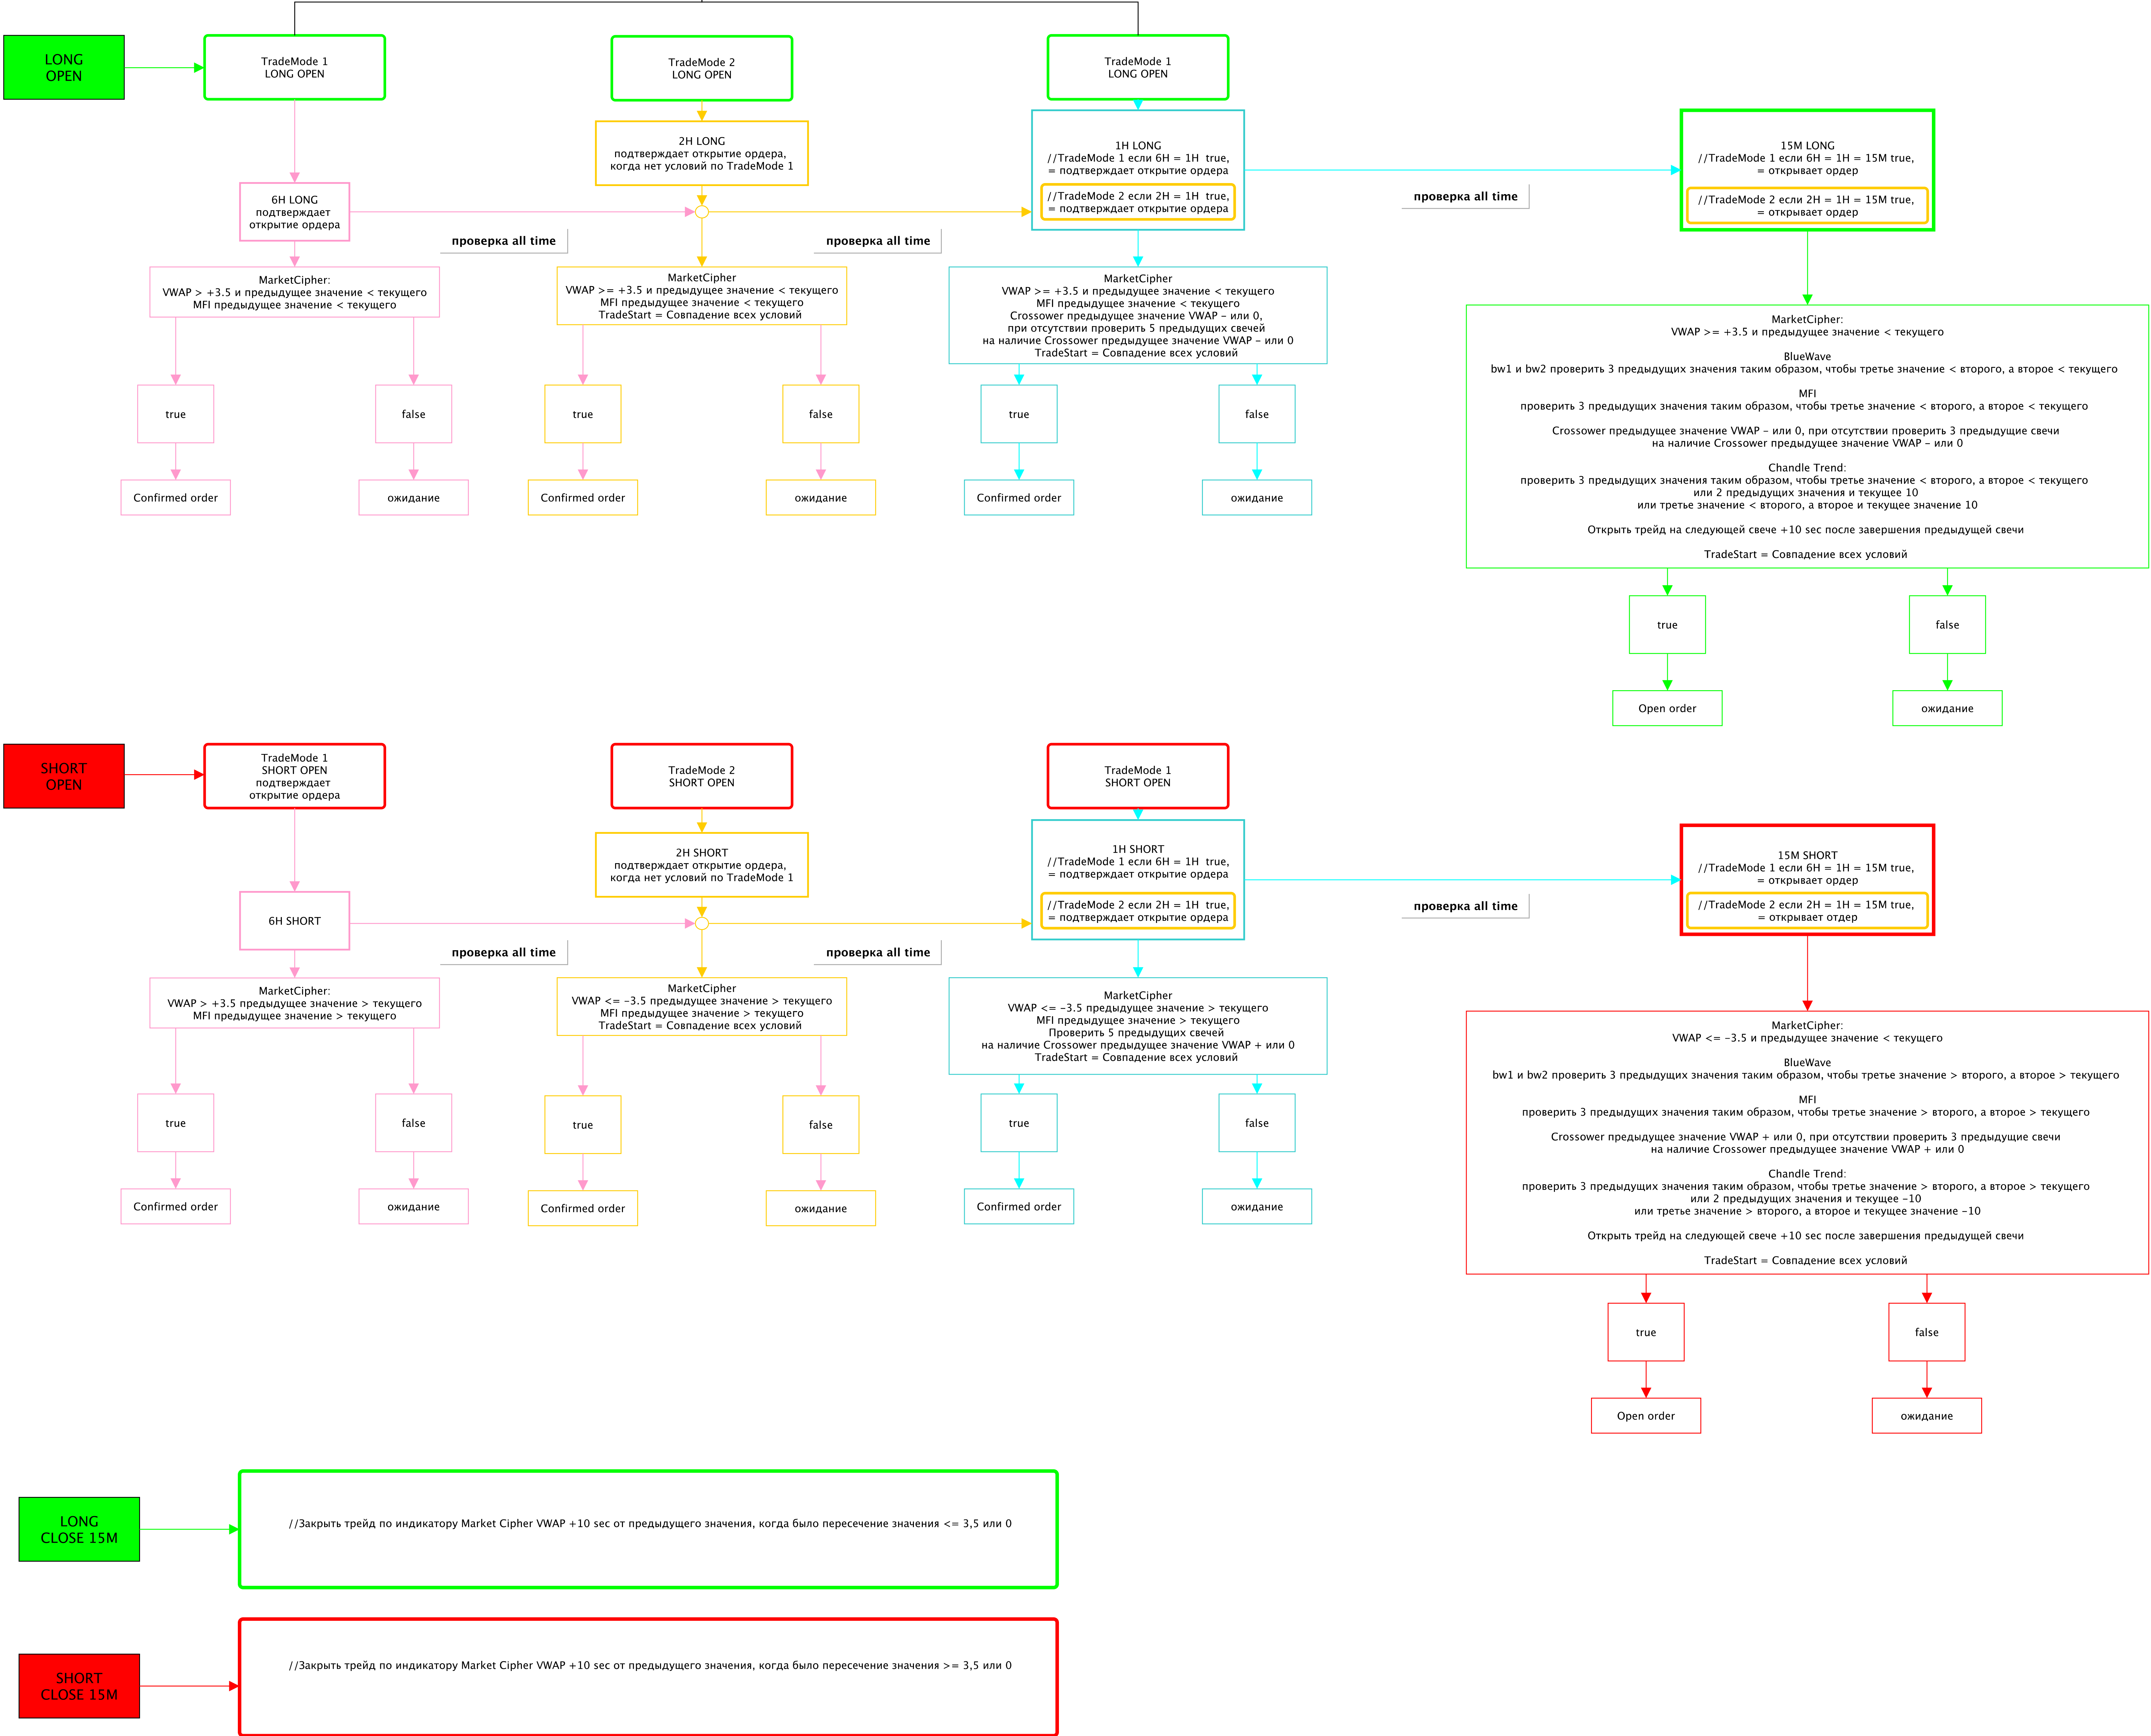 LONG
OPEN
TradeMode 1
LONG OPEN
TradeMode 2
LONG OPEN
TradeMode 1
LONG OPEN
2H LONG
подтверждает открытие ордера,
когда нет условий по TradeMode 1
1H LONG
//TradeMode 1 если 6H = 1H  true,
= подтверждает открытие ордера
//TradeMode 2 если 2H = 1H  true,
= подтверждает открытие ордера
15M LONG
//TradeMode 1 если 6H = 1H = 15M true,
= открывает ордер
//TradeMode 2 если 2H = 1H = 15M true,
= открывает ордер
6H LONG
подтверждает
открытие ордера
проверка all time
проверка all time
проверка all time
MarketCipher:
VWAP > +3.5 и предыдущее значение < текущего
MFI предыдущее значение < текущего
MarketCipher
VWAP >= +3.5 и предыдущее значение < текущего
MFI предыдущее значение < текущего
TradeStart = Совпадение всех условий
MarketCipher
VWAP >= +3.5 и предыдущее значение < текущего
MFI предыдущее значение < текущего
Crossower предыдущее значение VWAP – или 0,
при отсутствии проверить 5 предыдущих свечей
на наличие Crossower предыдущее значение VWAP – или 0
TradeStart = Совпадение всех условий
MarketCipher:
VWAP >= +3.5 и предыдущее значение < текущего
BlueWave
bw1 и bw2 проверить 3 предыдущих значения таким образом, чтобы третье значение < второго, а второе < текущего
MFI
проверить 3 предыдущих значения таким образом, чтобы третье значение < второго, а второе < текущего
Crossower предыдущее значение VWAP – или 0, при отсутствии проверить 3 предыдущие свечи
на наличие Crossower предыдущее значение VWAP – или 0
Chandle Trend:
проверить 3 предыдущих значения таким образом, чтобы третье значение < второго, а второе < текущего
или 2 предыдущих значения и текущее 10
или третье значение < второго, а второе и текущее значение 10
Открыть трейд на следующей свече +10 sec после завершения предыдущей свечи
TradeStart = Совпадение всех условий
true
false
true
false
true
false
Confirmed order
ожидание
Confirmed order
ожидание
Confirmed order
ожидание
true
false
Open order
ожидание
SHORT
OPEN
TradeMode 1
SHORT OPEN
подтверждает
открытие ордера
TradeMode 2
SHORT OPEN
TradeMode 1
SHORT OPEN
2H SHORT
подтверждает открытие ордера,
когда нет условий по TradeMode 1
1H SHORT
//TradeMode 1 если 6H = 1H  true,
= подтверждает открытие ордера
//TradeMode 2 если 2H = 1H  true,
= подтверждает открытие ордера
15M SHORT
//TradeMode 1 если 6H = 1H = 15M true,
= открывает ордер
//TradeMode 2 если 2H = 1H = 15M true,
= открывает отдер
6H SHORT
проверка all time
проверка all time
проверка all time
MarketCipher:
VWAP > +3.5 предыдущее значение > текущего
MFI предыдущее значение > текущего
MarketCipher
VWAP <= –3.5 предыдущее значение > текущего
MFI предыдущее значение > текущего
TradeStart = Совпадение всех условий
MarketCipher
VWAP <= –3.5 предыдущее значение > текущего
MFI предыдущее значение > текущего
Проверить 5 предыдущих свечей
на наличие Crossower предыдущее значение VWAP + или 0
TradeStart = Совпадение всех условий
MarketCipher:
VWAP <= –3.5 и предыдущее значение < текущего
BlueWave
bw1 и bw2 проверить 3 предыдущих значения таким образом, чтобы третье значение > второго, а второе > текущего
MFI
проверить 3 предыдущих значения таким образом, чтобы третье значение > второго, а второе > текущего
Crossower предыдущее значение VWAP + или 0, при отсутствии проверить 3 предыдущие свечи
на наличие Crossower предыдущее значение VWAP + или 0
Chandle Trend:
проверить 3 предыдущих значения таким образом, чтобы третье значение > второго, а второе > текущего
или 2 предыдущих значения и текущее –10
или третье значение > второго, а второе и текущее значение –10
Открыть трейд на следующей свече +10 sec после завершения предыдущей свечи
TradeStart = Совпадение всех условий
true
false
true
false
true
false
Confirmed order
ожидание
Confirmed order
ожидание
Confirmed order
ожидание
true
false
Open order
ожидание
LONG
CLOSE 15M
//Закрыть трейд по индикатору Market Cipher VWAP +10 sec от предыдущего значения, когда было пересечение значения <= 3,5 или 0
SHORT
CLOSE 15M
//Закрыть трейд по индикатору Market Cipher VWAP +10 sec от предыдущего значения, когда было пересечение значения >= 3,5 или 0